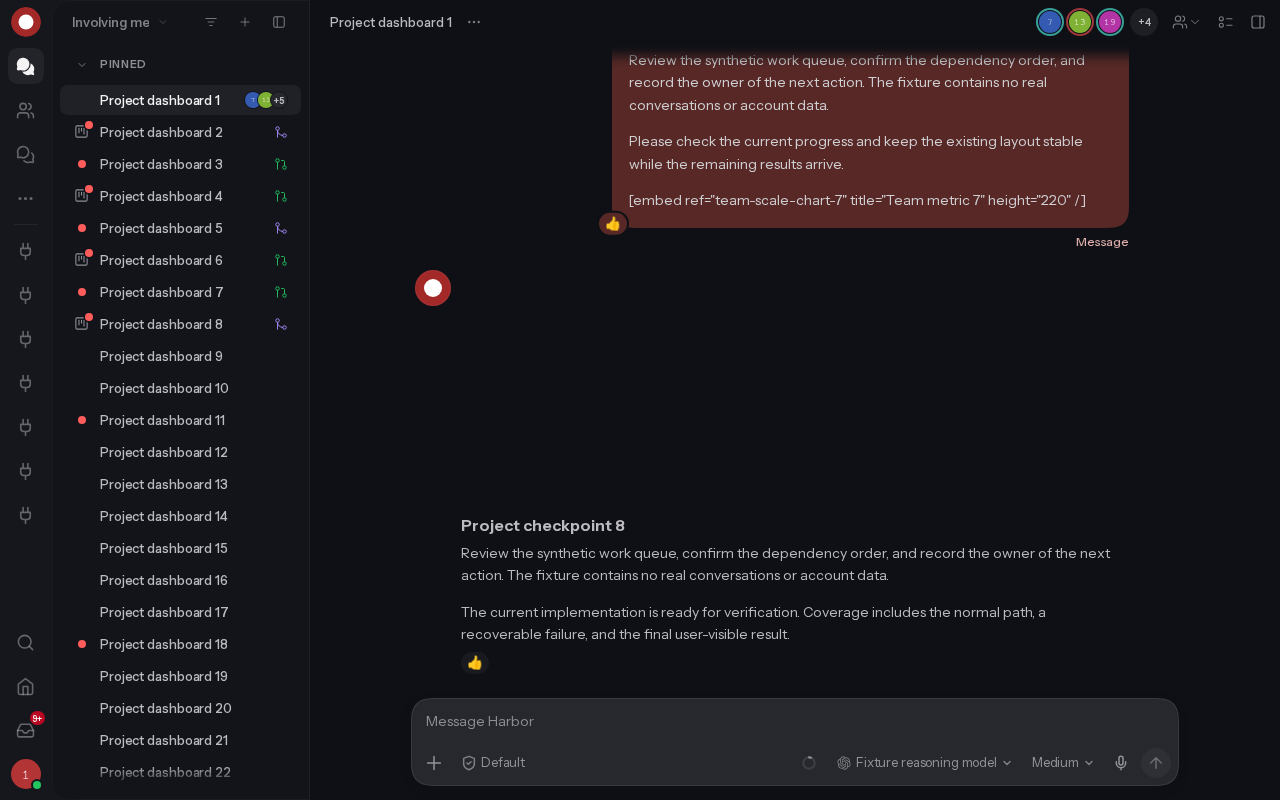 Involving me
Project dashboard 1
7
13
19
+4
PINNED
Project dashboard 1
7
+5
Project dashboard 2
Project dashboard 3
Project dashboard 4
Project dashboard 5
Project dashboard 6
Project dashboard 7
Project dashboard 8
Project dashboard 9
Project dashboard 10
Project dashboard 11
Project dashboard 12
Project dashboard 13
Project dashboard 14
Project dashboard 15
Project dashboard 16
Project dashboard 17
Project dashboard 18
Project dashboard 19
Project dashboard 20
Project dashboard 21
Project dashboard 22
9+
1
Review the synthetic work queue, confirm the dependency order, and
record the owner of the next action. The fixture contains no real
conversations or account data.
Please check the current progress and keep the existing layout stable
while the remaining results arrive.
[embed ref="team-scale-chart-7" title="Team metric 7" height="220" /]
Message
Project checkpoint 8
Review the synthetic work queue, confirm the dependency order, and record the owner of the next
action. The fixture contains no real conversations or account data.
The current implementation is ready for verification. Coverage includes the normal path, a
recoverable failure, and the final user-visible result.
Message Harbor
Default
Fixture reasoning model
Medium